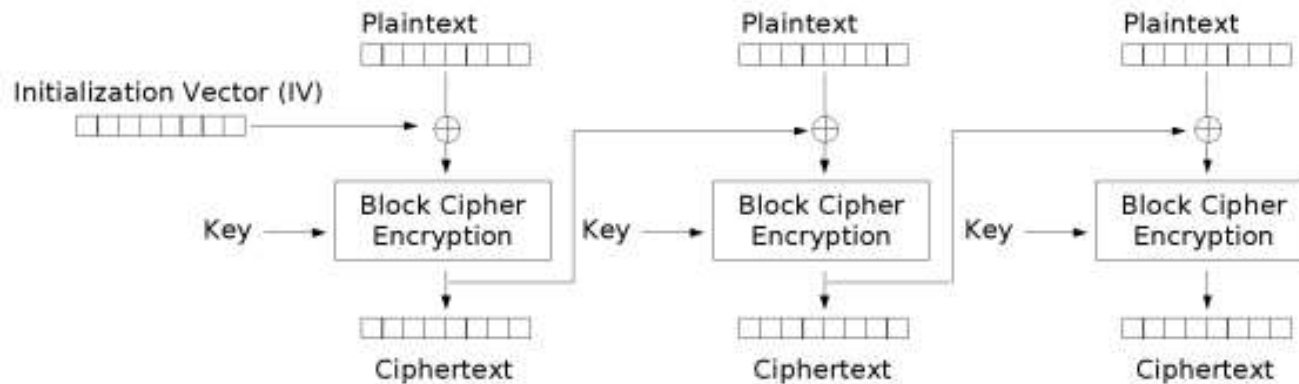 Plaintext
Plaintext
Plaintext
Initialization Vector (IV)
Key
Block Cipher
Encryption
Key
Block Cipher
Encryption
Key
Block Cipher
Encryption
Ciphertext
Ciphertext
Ciphertext